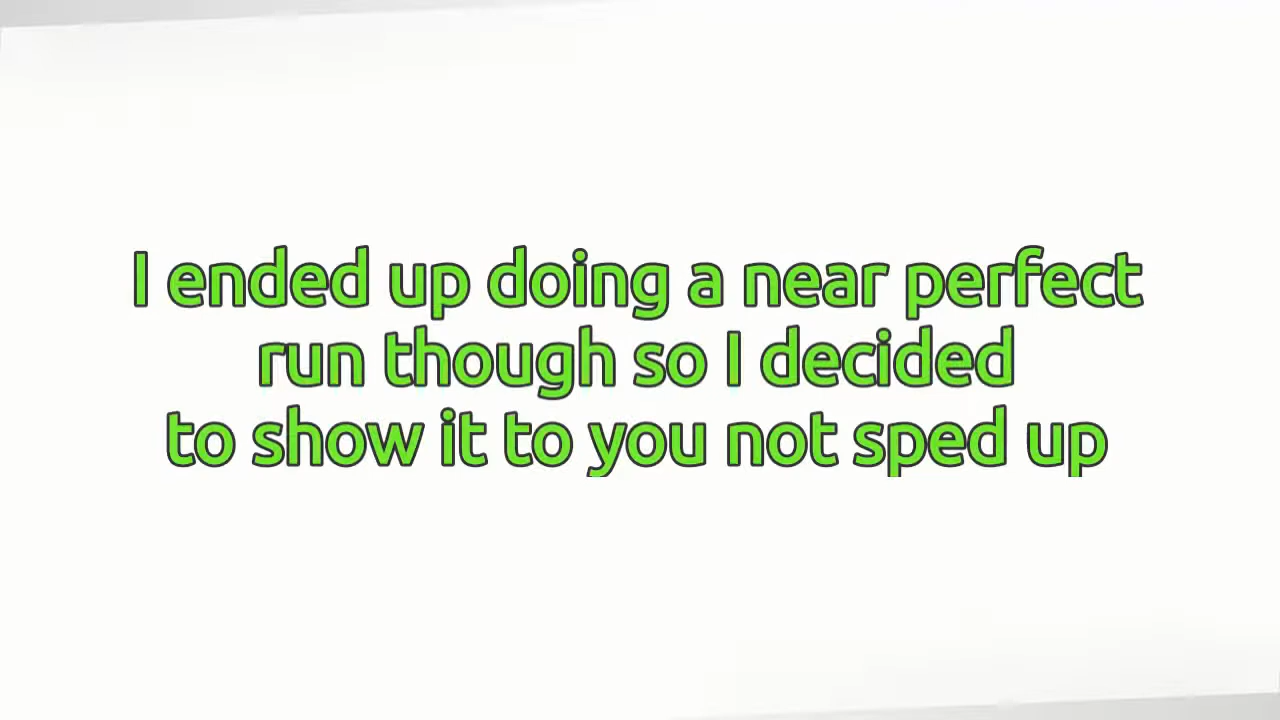 I ended up doing a near perfect
run though so I decided
to show it to you not sped up